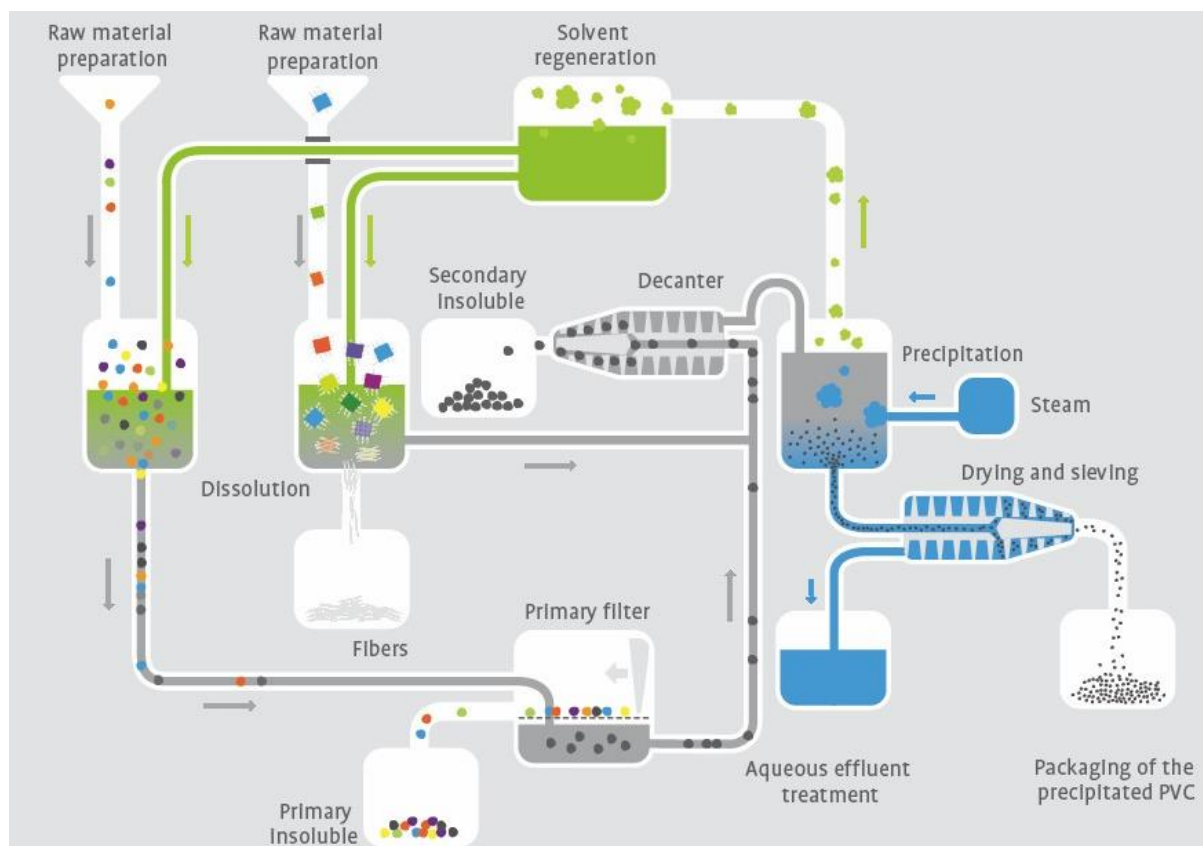 Raw material
preparation
Raw material
preparation
Solvent
regeneration
Secondary
Insoluble
Decanter
Precipitation
Steam
Dissolution
Drying and sieving
Fibers
Primary filter
Primary
Insoluble
Aqueous effluent
treatment
Packaging of the
precipitated PVC